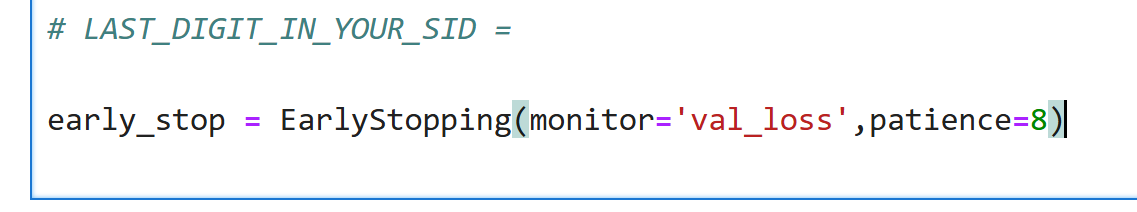 # LAST_DIGIT_IN_YOUR_SID =
early_stop = EarlyStopping(monitor='val_loss',patience=8)